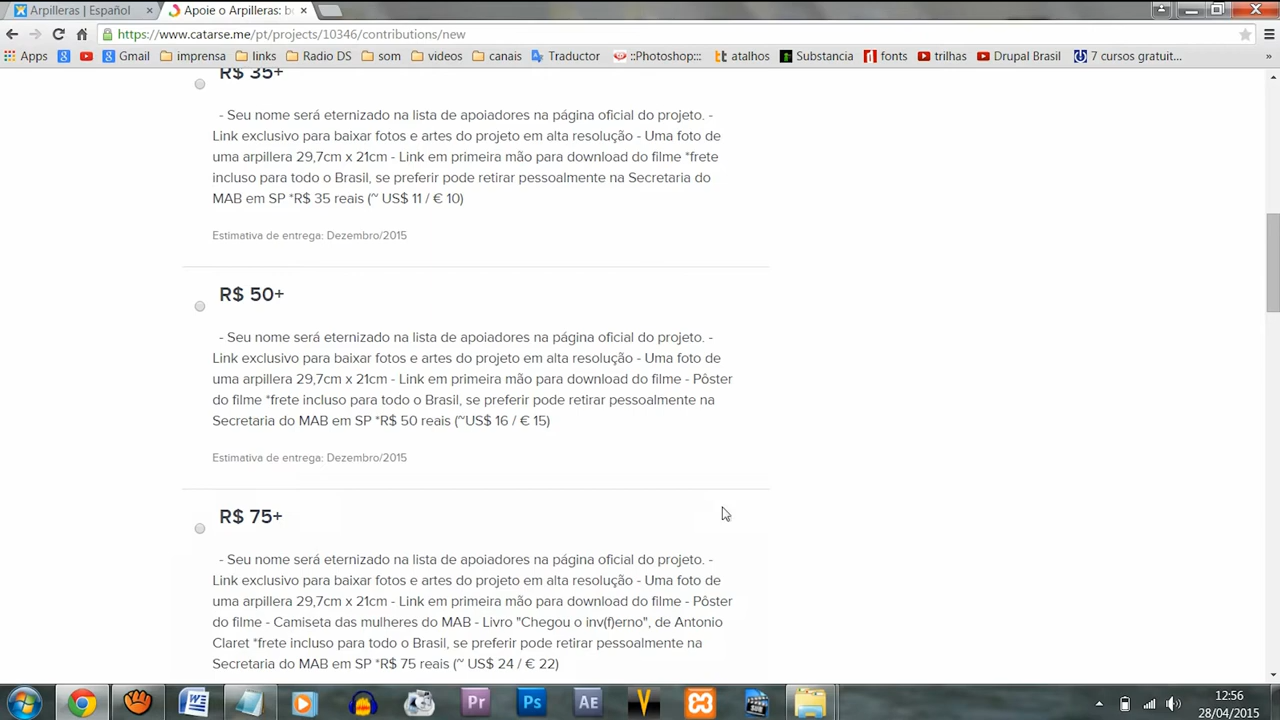 Arpilleras | Español
Apoie o Arpilleras: b
https://www.catarse.me/pt/projects/10346/contributions/new
Apps Gmail imprensa links Radio DS som videos canais Traductor ::Photoshop::: atalhos Substancia fonts trilhas Drupal Brasil 7 cursos gratuit... »
R$ 35+
- Seu nome será eternizado na lista de apoiadores na página oficial do projeto. -
Link exclusivo para baixar fotos e artes do projeto em alta resolução - Uma foto de
uma arpillera 29,7cm x 21cm - Link em primeira mão para download do filme *frete
incluso para todo o Brasil, se preferir pode retirar pessoalmente na Secretaria do
MAB em SP *R$ 35 reais (~ US$ 11 / € 10)
Estimativa de entrega: Dezembro/2015
R$ 50+
- Seu nome será eternizado na lista de apoiadores na página oficial do projeto. -
Link exclusivo para baixar fotos e artes do projeto em alta resolução - Uma foto de
uma arpillera 29,7cm x 21cm - Link em primeira mão para download do filme - Pôster
do filme *frete incluso para todo o Brasil, se preferir pode retirar pessoalmente na
Secretaria do MAB em SP *R$ 50 reais (~US$ 16 / € 15)
Estimativa de entrega: Dezembro/2015
R$ 75+
- Seu nome será eternizado na lista de apoiadores na página oficial do projeto. -
Link exclusivo para baixar fotos e artes do projeto em alta resolução - Uma foto de
uma arpillera 29,7cm x 21cm - Link em primeira mão para download do filme - Pôster
do filme - Camiseta das mulheres do MAB - Livro "Chegou o inv(f)erno", de Antonio
Claret *frete incluso para todo o Brasil, se preferir pode retirar pessoalmente na
Secretaria do MAB em SP *R$ 75 reais (~ US$ 24 / € 22)
Pr Ps AE
12:56
28/04/2015